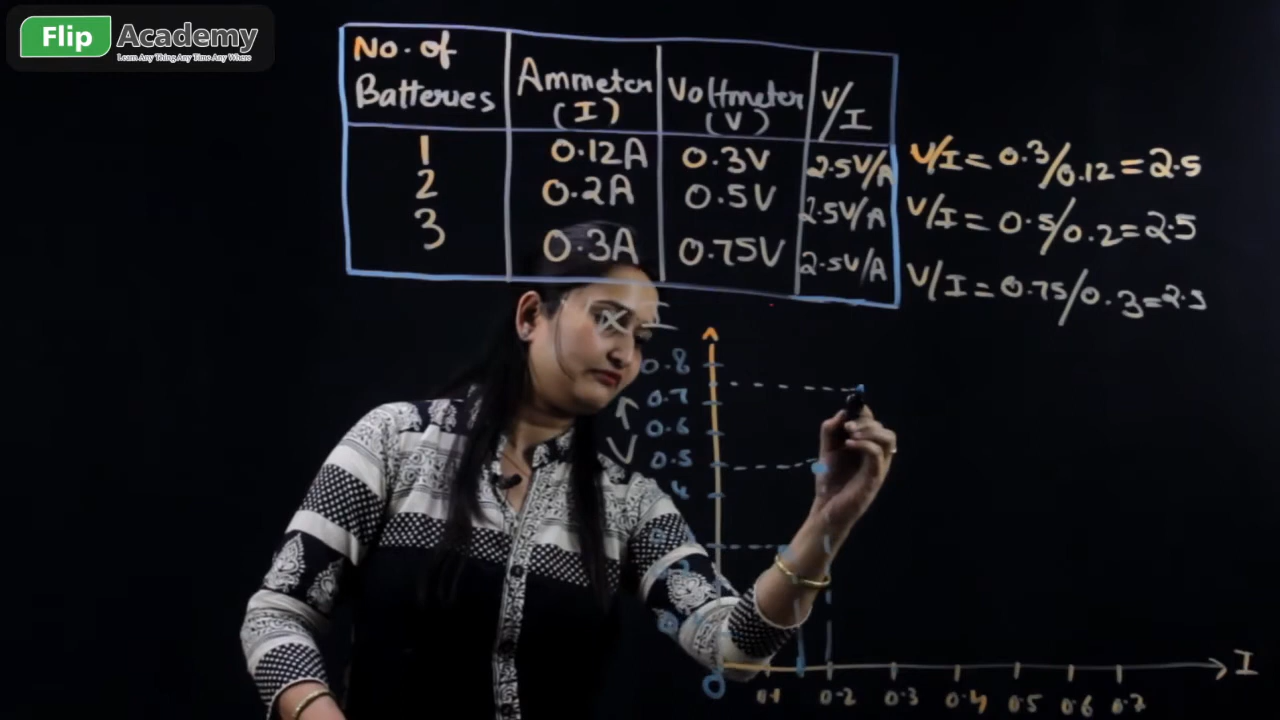 Flip Academy
Learn Any Thing Any Time Any Where
No. of Batteries Ammeter (I) Voltmeter (V) V/I
1 0.12A 0.3V 2.5V/A V/I = 0.3/0.12 = 2.5
2 0.2A 0.5V 2.5V/A V/I = 0.5/0.2 = 2.5
3 0.3A 0.75V 2.5V/A V/I = 0.75/0.3 = 2.5
0.8
0.7
0.6
V 0.5
0 0.1 0.2 0.3 0.4 0.5 0.6 0.7 I